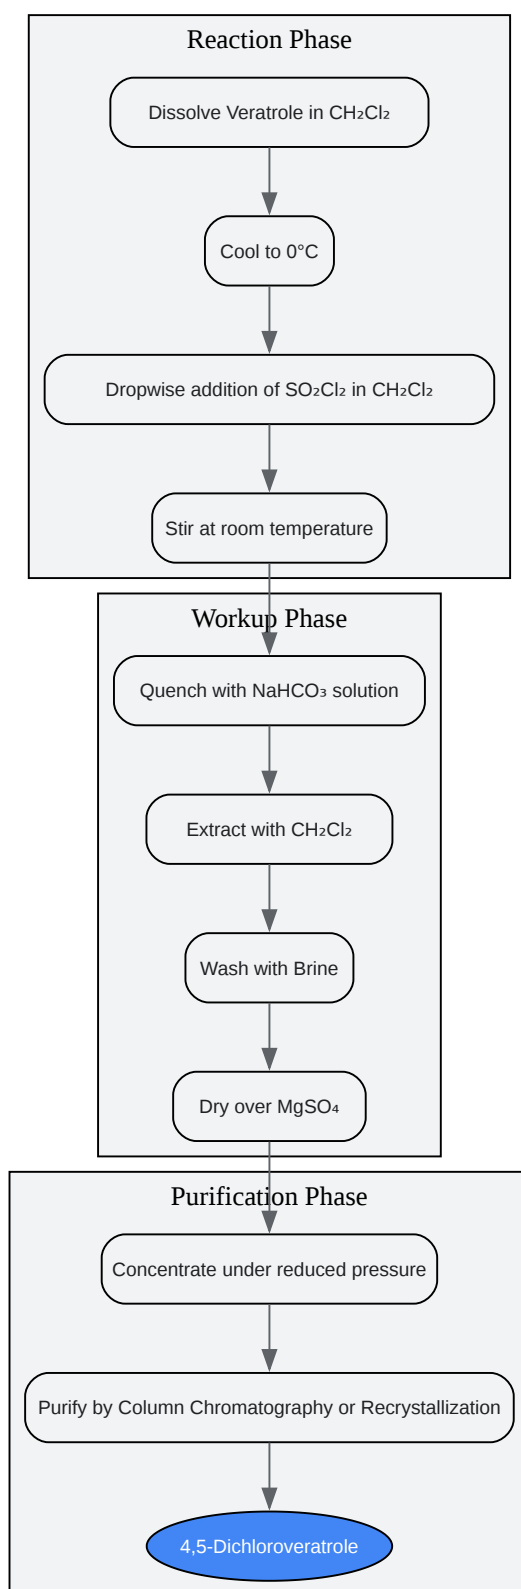 Reaction Phase
Dissolve Veratrole in CH₂Cl₂
Cool to 0°C
Dropwise addition of SO₂Cl₂ in CH₂Cl₂
Stir at room temperature
Workup Phase
Quench with NaHCO₃ solution
Extract with CH₂Cl₂
Wash with Brine
Dry over MgSO₄
Purification Phase
Concentrate under reduced pressure
Purify by Column Chromatography or Recrystallization
4,5-Dichloroveratrole